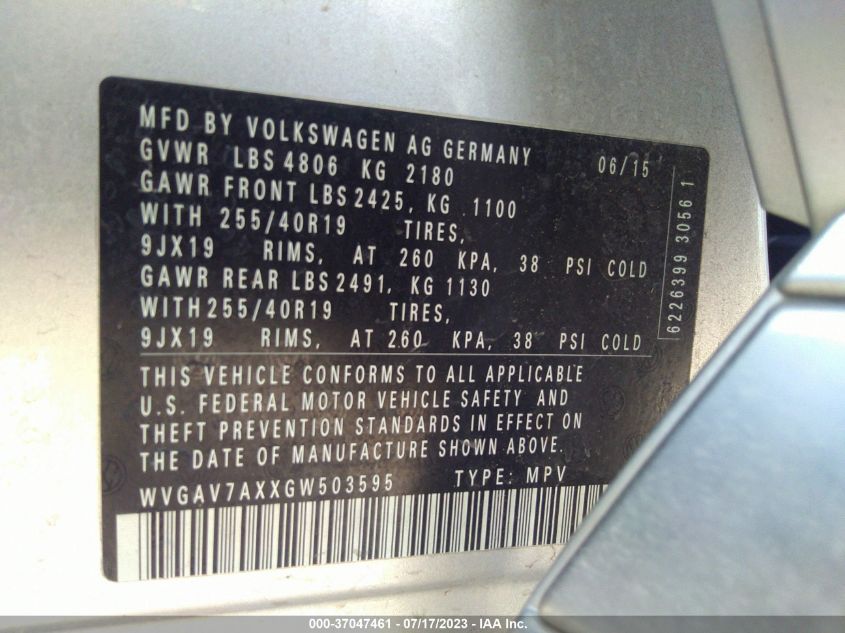 MFD BY VOLKSWAGEN AG GERMANY 06/15
GVWR LBS 4806 KG 2180
GAWR FRONT LBS 2425, KG 1100
WITH 255/40R19 TIRES,
9JX19 RIMS, AT 260 KPA, 38 PSI COLD
GAWR REAR LBS 2491, KG 1130
WITH 255/40R19 TIRES,
9JX19 RIMS, AT 260 KPA, 38 PSI COLD
THIS VEHICLE CONFORMS TO ALL APPLICABLE
U.S. FEDERAL MOTOR VEHICLE SAFETY AND
THEFT PREVENTION STANDARDS IN EFFECT ON
THE DATE OF MANUFACTURE SHOWN ABOVE.
WVGAV7AXXGW503595 TYPE: MPV
6226399 3056 1
000-37047461 - 07/17/2023 - IAA Inc.